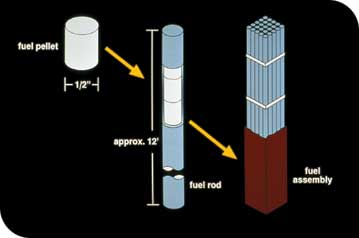 fuel pellet
1/2"
approx. 12'
fuel rod
fuel
assembly